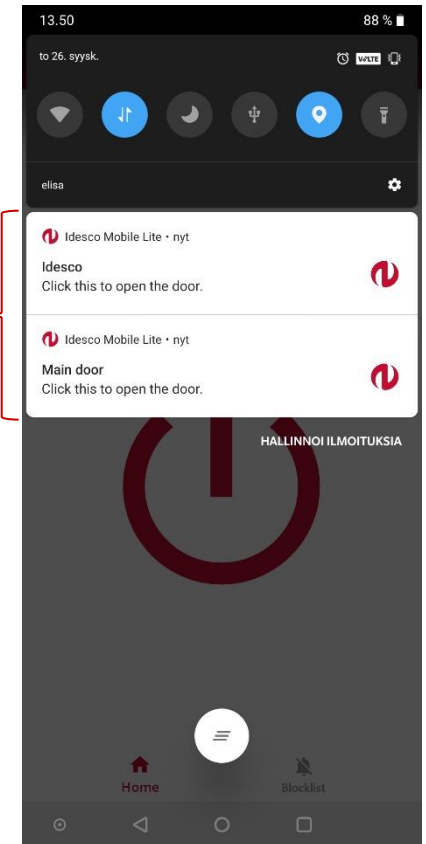 13.50 88 %
to 26. syysk. VoLTE
elisa
Idesco Mobile Lite • nyt
Idesco
Click this to open the door.
Idesco Mobile Lite • nyt
Main door
Click this to open the door.
HALLINNOI ILMOITUKSIA
Home Blocklist